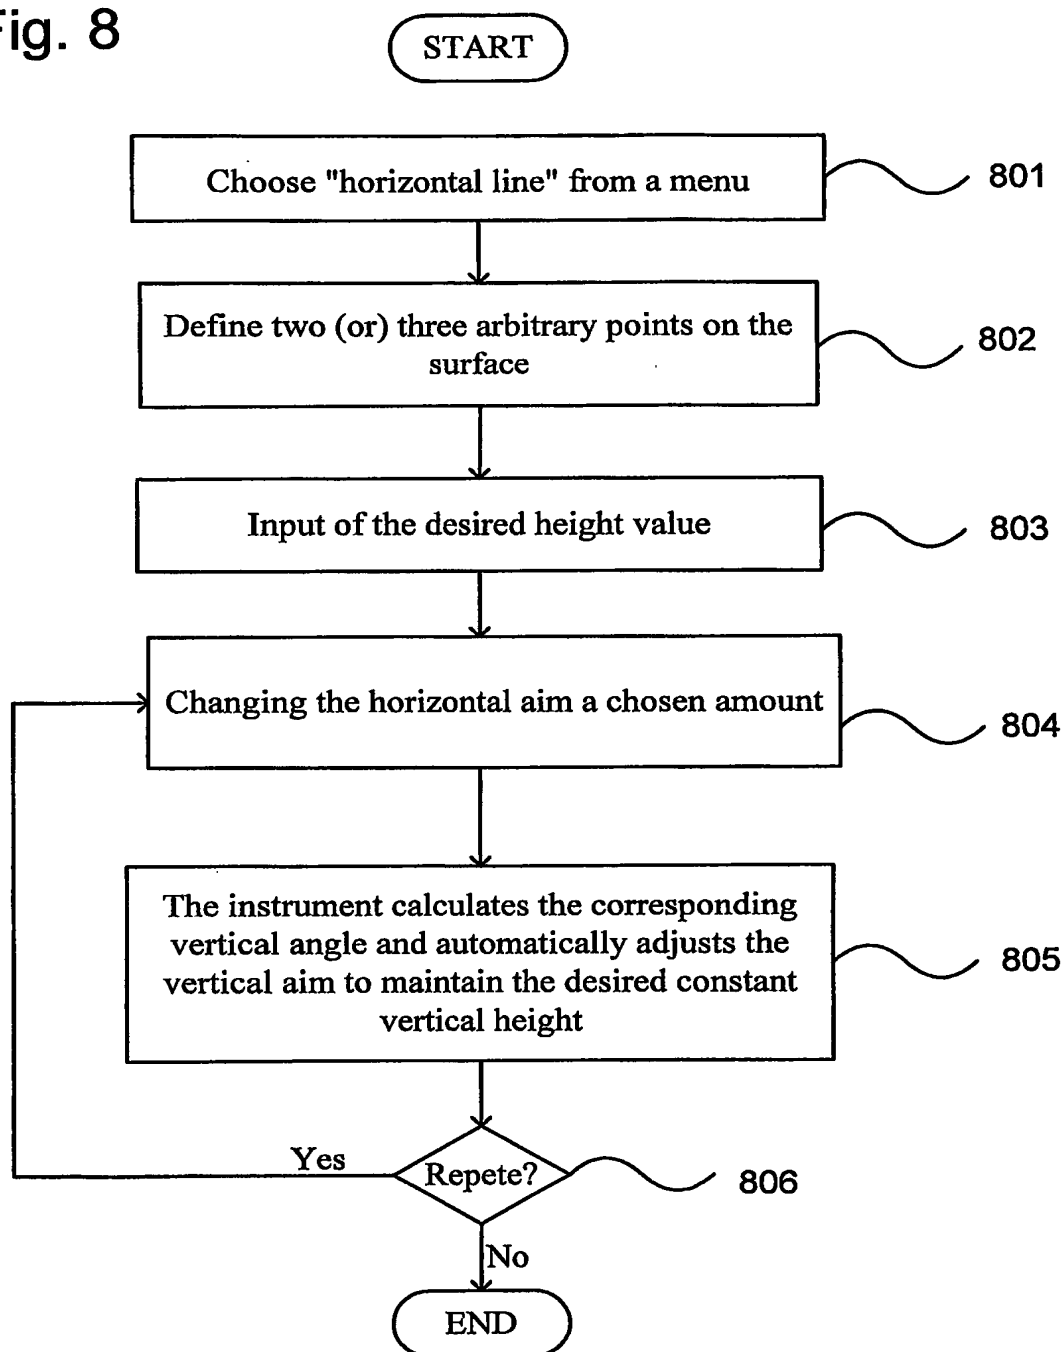 Fig. 8
START
Choose "horizontal line" from a menu
801
Define two (or) three arbitrary points on the
surface
802
Input of the desired height value
803
Changing the horizontal aim a chosen amount
804
The instrument calculates the corresponding
vertical angle and automatically adjusts the
vertical aim to maintain the desired constant
vertical height
805
Yes
Repete?
806
No
END